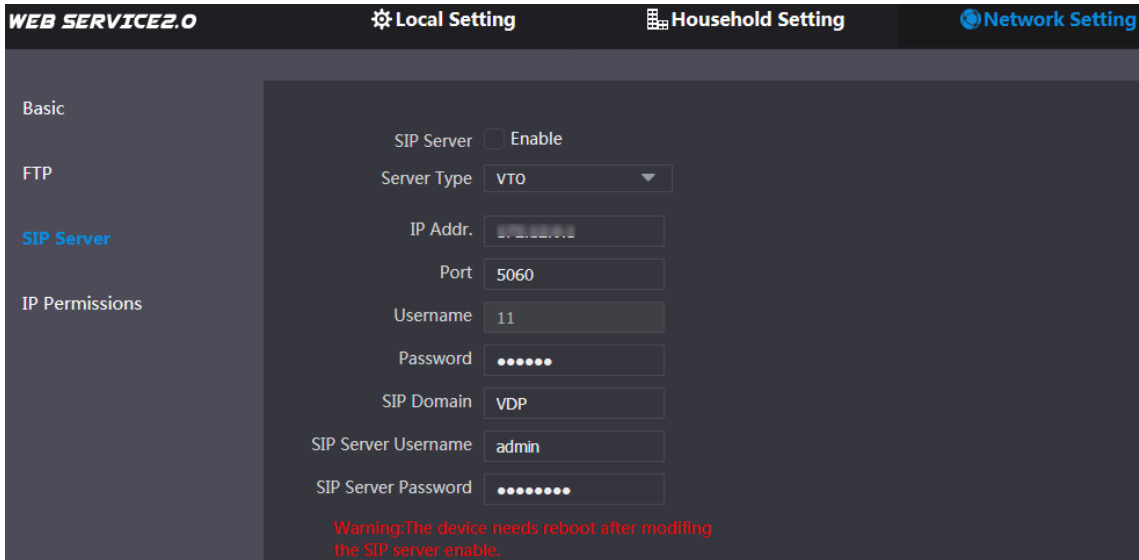 WEB SERVICE2.0
Local Setting
Household Setting
Network Setting
Basic
FTP
SIP Server
IP Permissions
SIP Server Enable
Server Type VTO
IP Addr.
Port 5060
Username 11
Password ••••••
SIP Domain VDP
SIP Server Username admin
SIP Server Password ••••••••
Warning:The device needs reboot after modifing
the SIP server enable.